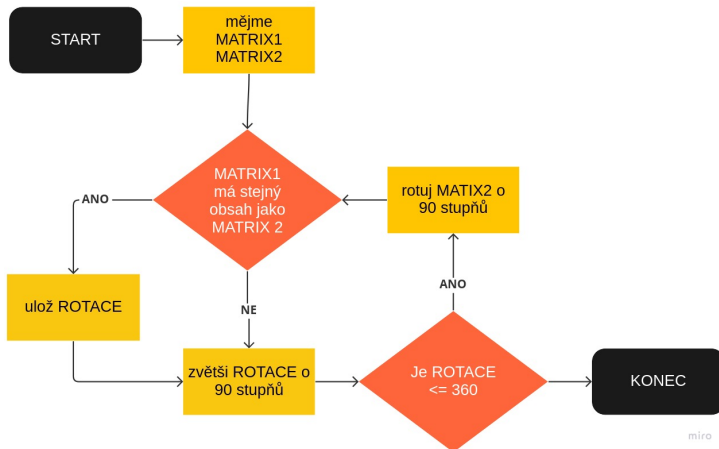 START
mějme
MATRIX1
MATRIX2
MATRIX1
má stejný
obsah jako
MATRIX 2
rotuj MATIX2 o
90 stupňů
ANO
ulož ROTACE
NE
ANO
zvětši ROTACE o
90 stupňů
Je ROTACE
<= 360
KONEC
miro